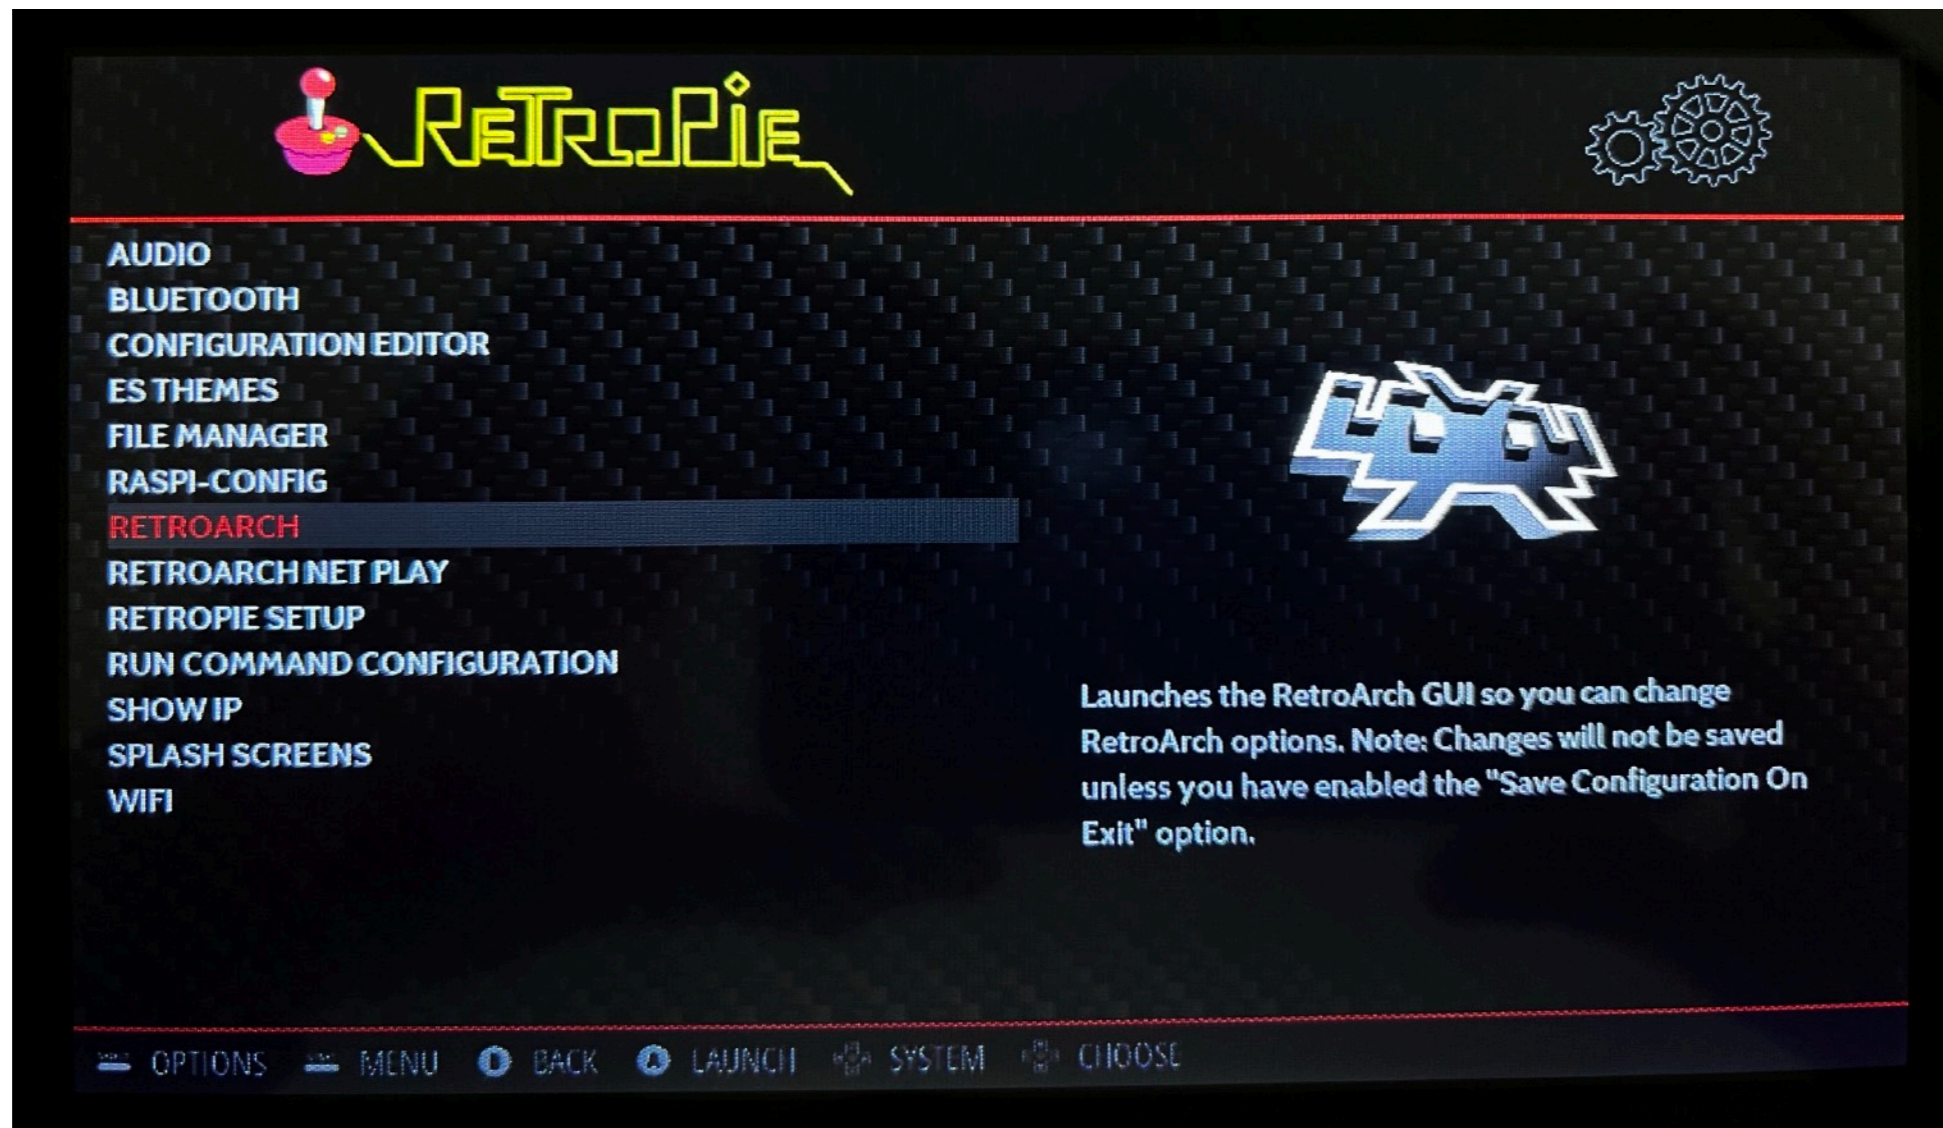 RETROPIE
AUDIO
BLUETOOTH
CONFIGURATION EDITOR
ES THEMES
FILE MANAGER
RASPI-CONFIG
RETROARCH
RETROARCH NET PLAY
RETROPIE SETUP
RUN COMMAND CONFIGURATION
SHOW IP
SPLASH SCREENS
WIFI
Launches the RetroArch GUI so you can change
RetroArch options. Note: Changes will not be saved
unless you have enabled the "Save Configuration On
Exit" option.
OPTIONS MENU BACK LAUNCH SYSTEM CHOOSE